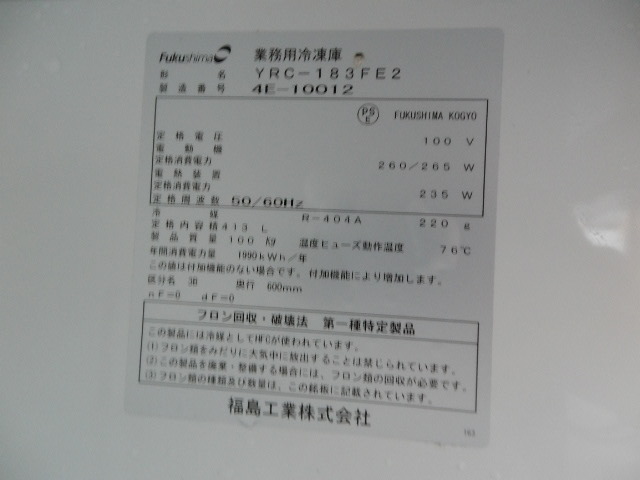 Fukushima 業務用冷凍庫
形 名 YRC-183FE2
製造番号 4E-10012
PS E FUKUSHIMA KOGYO
定格電圧 100 V
電動機
定格消費電力 260/265 W
電熱装置
定格消費電力 235 W
定格周波数 50/60Hz
冷 媒 R-404A 220 g
定格内容積 413 L
製品質量 100 kg 温度ヒューズ動作温度 76℃
年間消費電力量 1990kWh/年
この値は付加機能のない場合です。付加機能により増加します。
区分名 3B 奥行 600mm
nF=0 dF=0
フロン回収・破壊法 第一種特定製品
この製品には冷媒としてHFCが使われています。
(1)フロン類をみだりに大気中に放出することは禁じられています。
(2)この製品を廃棄・整備する場合には、フロン類の回収が必要です。
(3)フロン類の種類及び数量は、この銘板に記載されています。
福島工業株式会社
163